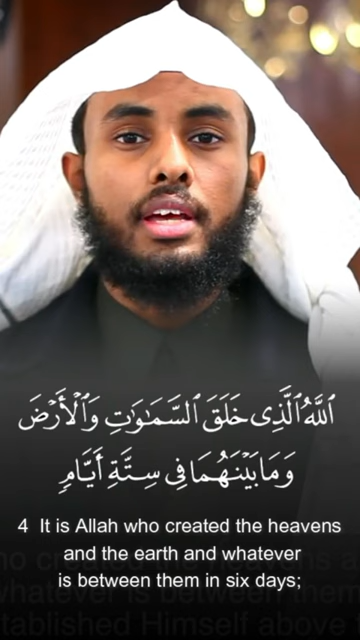 ٱللَّهُ ٱلَّذِى خَلَقَ ٱلسَّمَـٰوَٰتِ وَٱلْأَرْضَ
وَمَا بَيْنَهُمَا فِى سِتَّةِ أَيَّامٍ
4 It is Allah who created the heavens
and the earth and whatever
is between them in six days;